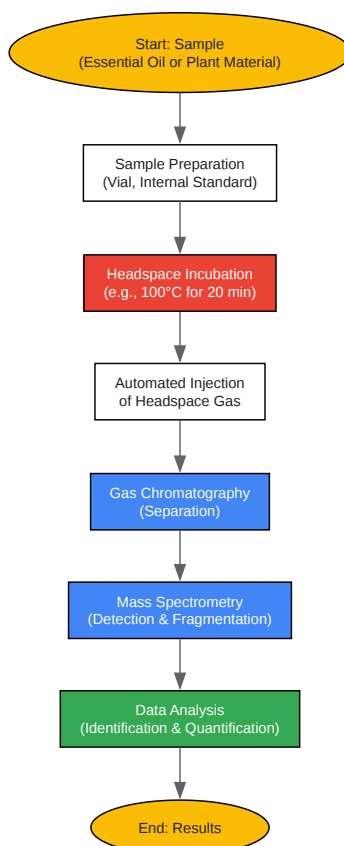 Start: Sample
(Essential Oil or Plant Material)
Sample Preparation
(Vial, Internal Standard)
Headspace Incubation
(e.g., 100°C for 20 min)
Automated Injection
of Headspace Gas
Gas Chromatography
(Separation)
Mass Spectrometry
(Detection & Fragmentation)
Data Analysis
(Identification & Quantification)
End: Results